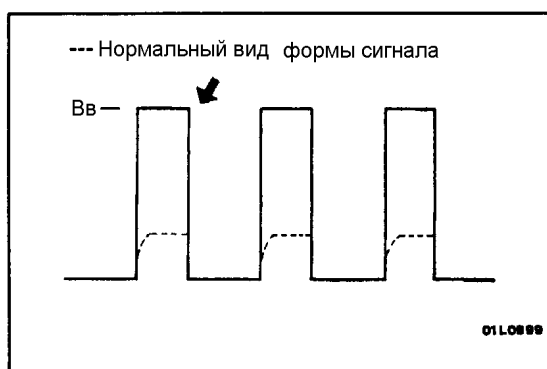 --- Нормальный вид формы сигнала
Вв
01L0899